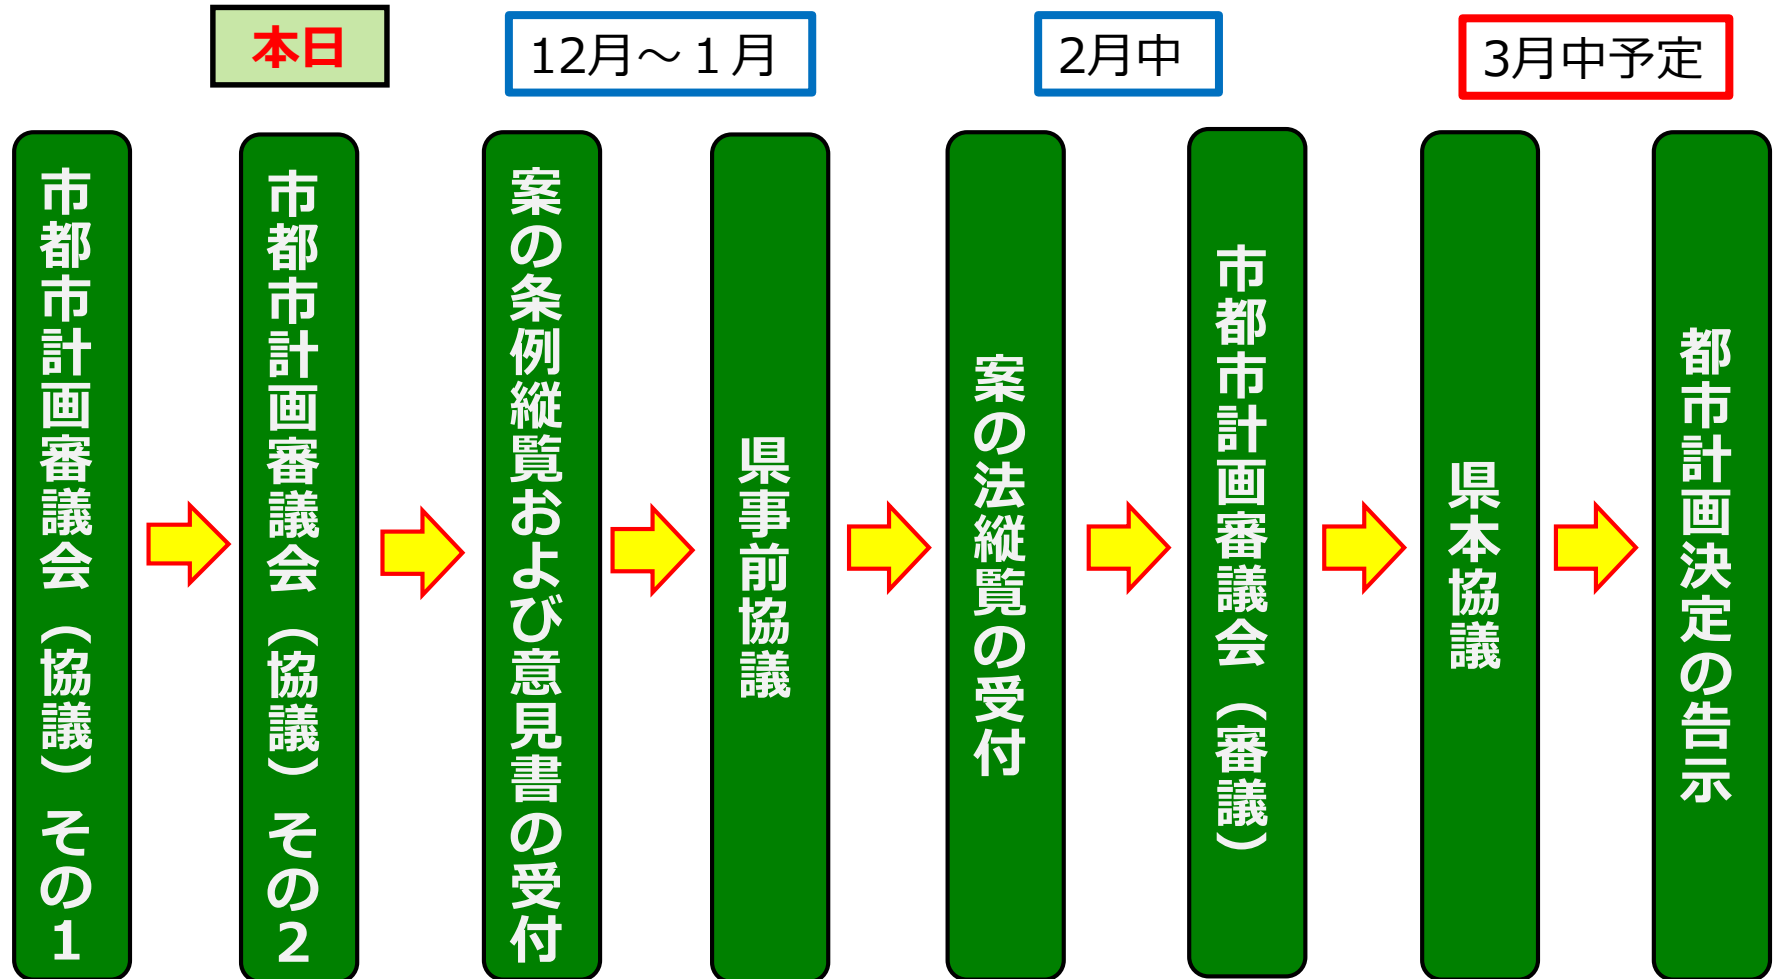 本日
12月～１月
2月中
3月中予定
市都市計画審議会（協議）その1
市都市計画審議会（協議）その2
案の条例縦覧および意見書の受付
県事前協議
案の法縦覧の受付
市都市計画審議会（審議）
県本協議
都市計画決定の告示